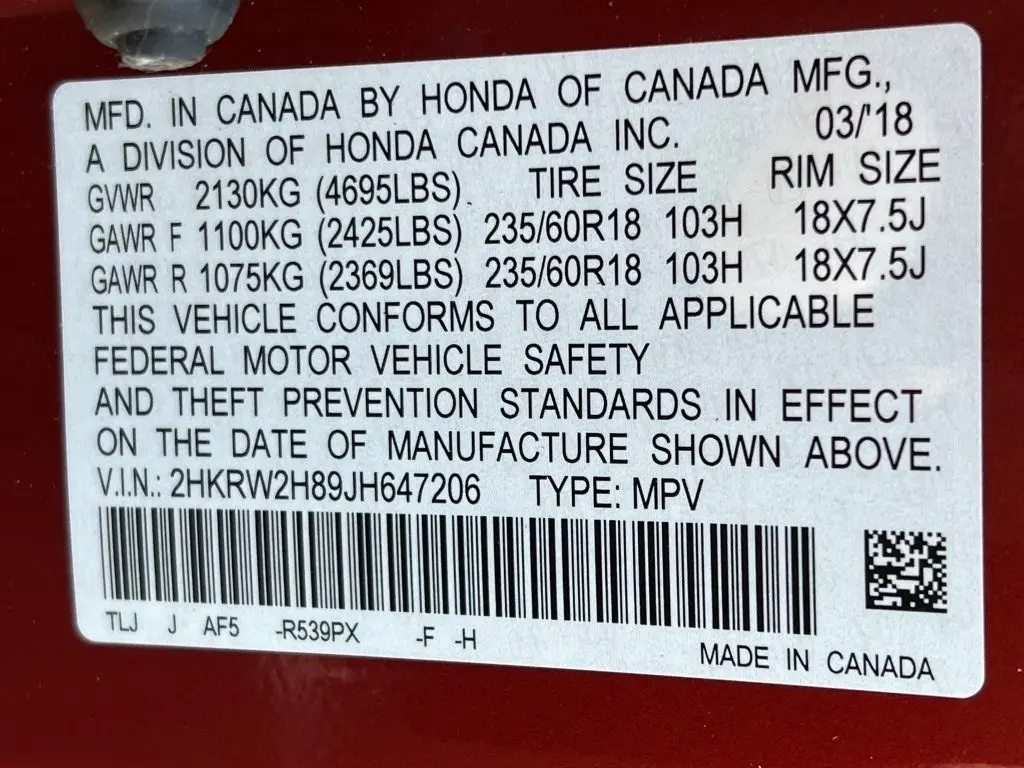 MFD. IN CANADA BY HONDA OF CANADA MFG.,
A DIVISION OF HONDA CANADA INC. 03/'18
GVWR 2130KG (4695LBS) TIRE SIZE RIM SIZE
GAWR F 1100KG (2425LBS) 235/60R18 103H 18X7.5J
GAWR R 1075KG (2369LBS) 235/60R18 103H 18X7.5J
THIS VEHICLE CONFORMS TO ALL APPLICABLE
FEDERAL MOTOR VEHICLE SAFETY
AND THEFT PREVENTION STANDARDS IN EFFECT
ON THE DATE OF MANUFACTURE SHOWN ABOVE.
V.I.N.: 2HKRW2H89JH647206 TYPE: MPV
TLJ J AF5 -R539PX -F -H
MADE IN CANADA